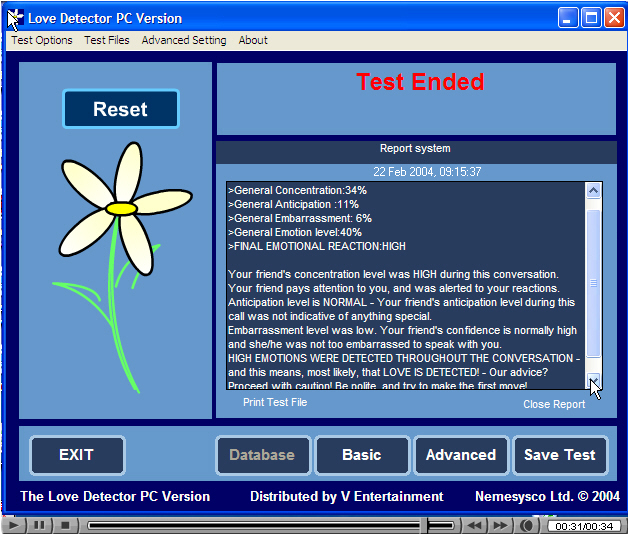 Love Detector PC Version
Test Options Test Files Advanced Setting About
Reset
Test Ended
Report system
22 Feb 2004, 09:15:37
>General Concentration:34%
>General Anticipation :11%
>General Embarrassment: 6%
>General Emotion level:40%
>FINAL EMOTIONAL REACTION:HIGH
Your friend's concentration level was HIGH during this conversation.
Your friend pays attention to you, and was alerted to your reactions.
Anticipation level is NORMAL - Your friend's anticipation level during this
call was not indicative of anything special.
Embarrassment level was low. Your friend's confidence is normally high
and she/he was not too embarrassed to speak with you.
HIGH EMOTIONS WERE DETECTED THROUGHOUT THE CONVERSATION -
and this means, most likely, that LOVE IS DETECTED! - Our advice?
Proceed with caution! Be polite, and try to make the first move!
Print Test File
Close Report
EXIT
Database
Basic
Advanced
Save Test
The Love Detector PC Version Distributed by V Entertainment Nemesysco Ltd. © 2004
00:31/00:34